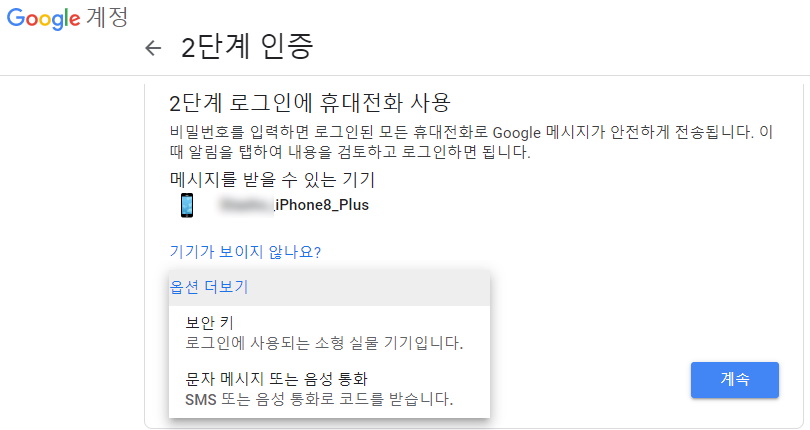 Google 계정
2단계 인증
2단계 로그인에 휴대전화 사용
비밀번호를 입력하면 로그인된 모든 휴대전화로 Google 메시지가 안전하게 전송됩니다. 이
때 알림을 탭하여 내용을 검토하고 로그인하면 됩니다.
메시지를 받을 수 있는 기기
iPhone8_Plus
기기가 보이지 않나요?
옵션 더보기
보안 키
로그인에 사용되는 소형 실물 기기입니다.
문자 메시지 또는 음성 통화
SMS 또는 음성 통화로 코드를 받습니다.
계속